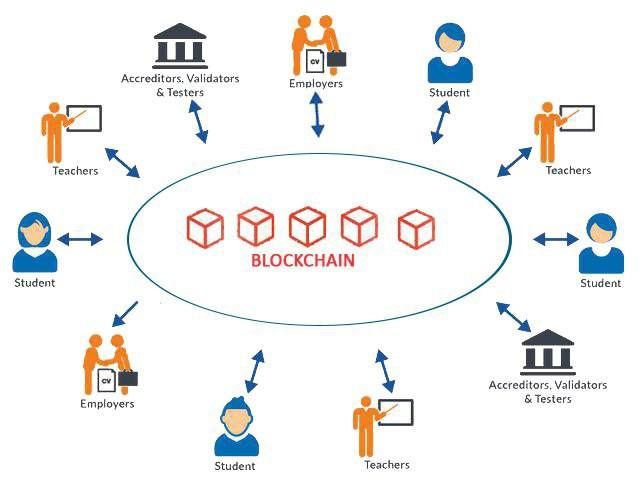 Accreditors, Validators
& Testers
CV
Employers
Student
Teachers
Teachers
BLOCKCHAIN
Student
Student
CV
Employers
Accreditors, Validators
& Testers
Student
Teachers